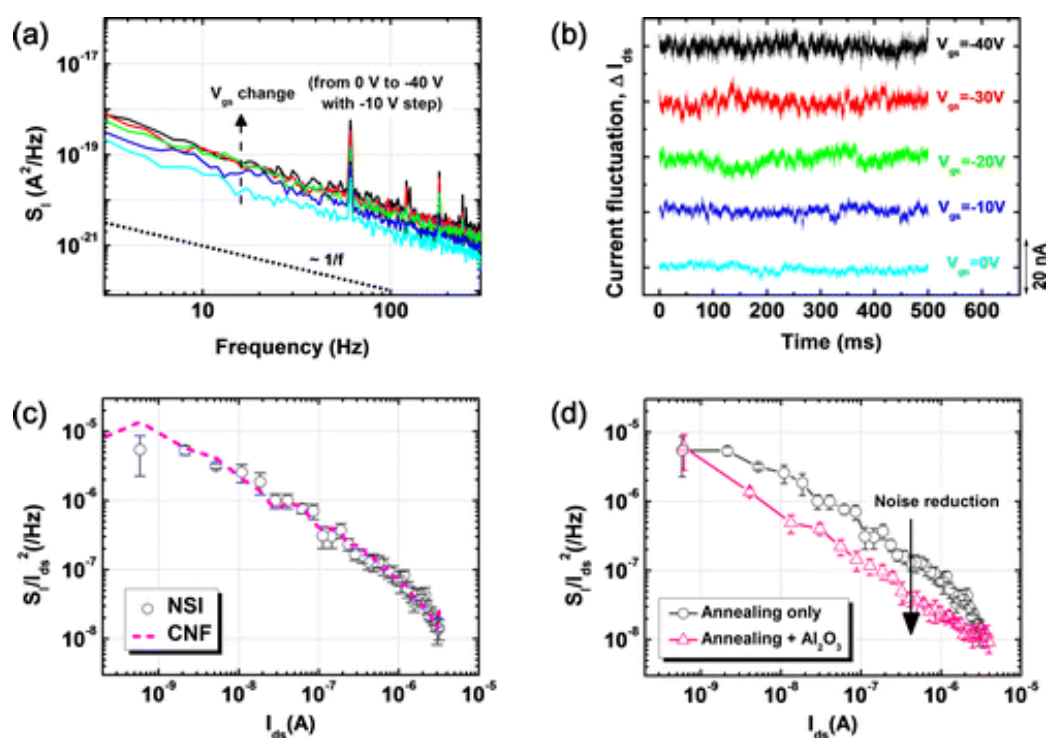 (a)
10^-17
10^-19
10^-21
S_I (A^2/Hz)
V_gs change
(from 0 V to -40 V
with -10 V step)
~ 1/f
10
100
Frequency (Hz)
(b)
Current fluctuation, Δ I_ds
V_gs=-40V
V_gs=-30V
V_gs=-20V
V_gs=-10V
V_gs=0V
20 nA
0 100 200 300 400 500 600
Time (ms)
(c)
10^-5
10^-6
10^-7
10^-8
S_I/I_ds^2(/Hz)
NSI
CNF
10^-9 10^-8 10^-7 10^-6 10^-5
I_ds(A)
(d)
10^-5
10^-6
10^-7
10^-8
S_I/I_ds^2(/Hz)
Noise reduction
Annealing only
Annealing + Al_2O_3
10^-9 10^-8 10^-7 10^-6 10^-5
I_ds(A)